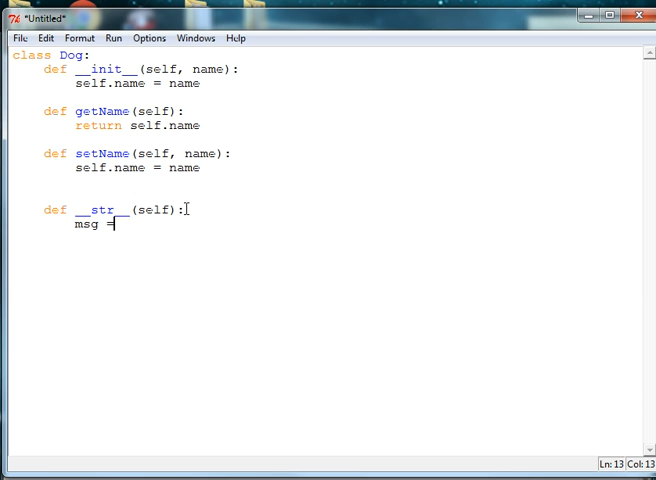 *Untitled*
File Edit Format Run Options Windows Help
class Dog:
    def __init__(self, name):
        self.name = name
    def getName(self):
        return self.name
    def setName(self, name):
        self.name = name
    def __str__(self):
        msg =
Ln: 13 Col: 13